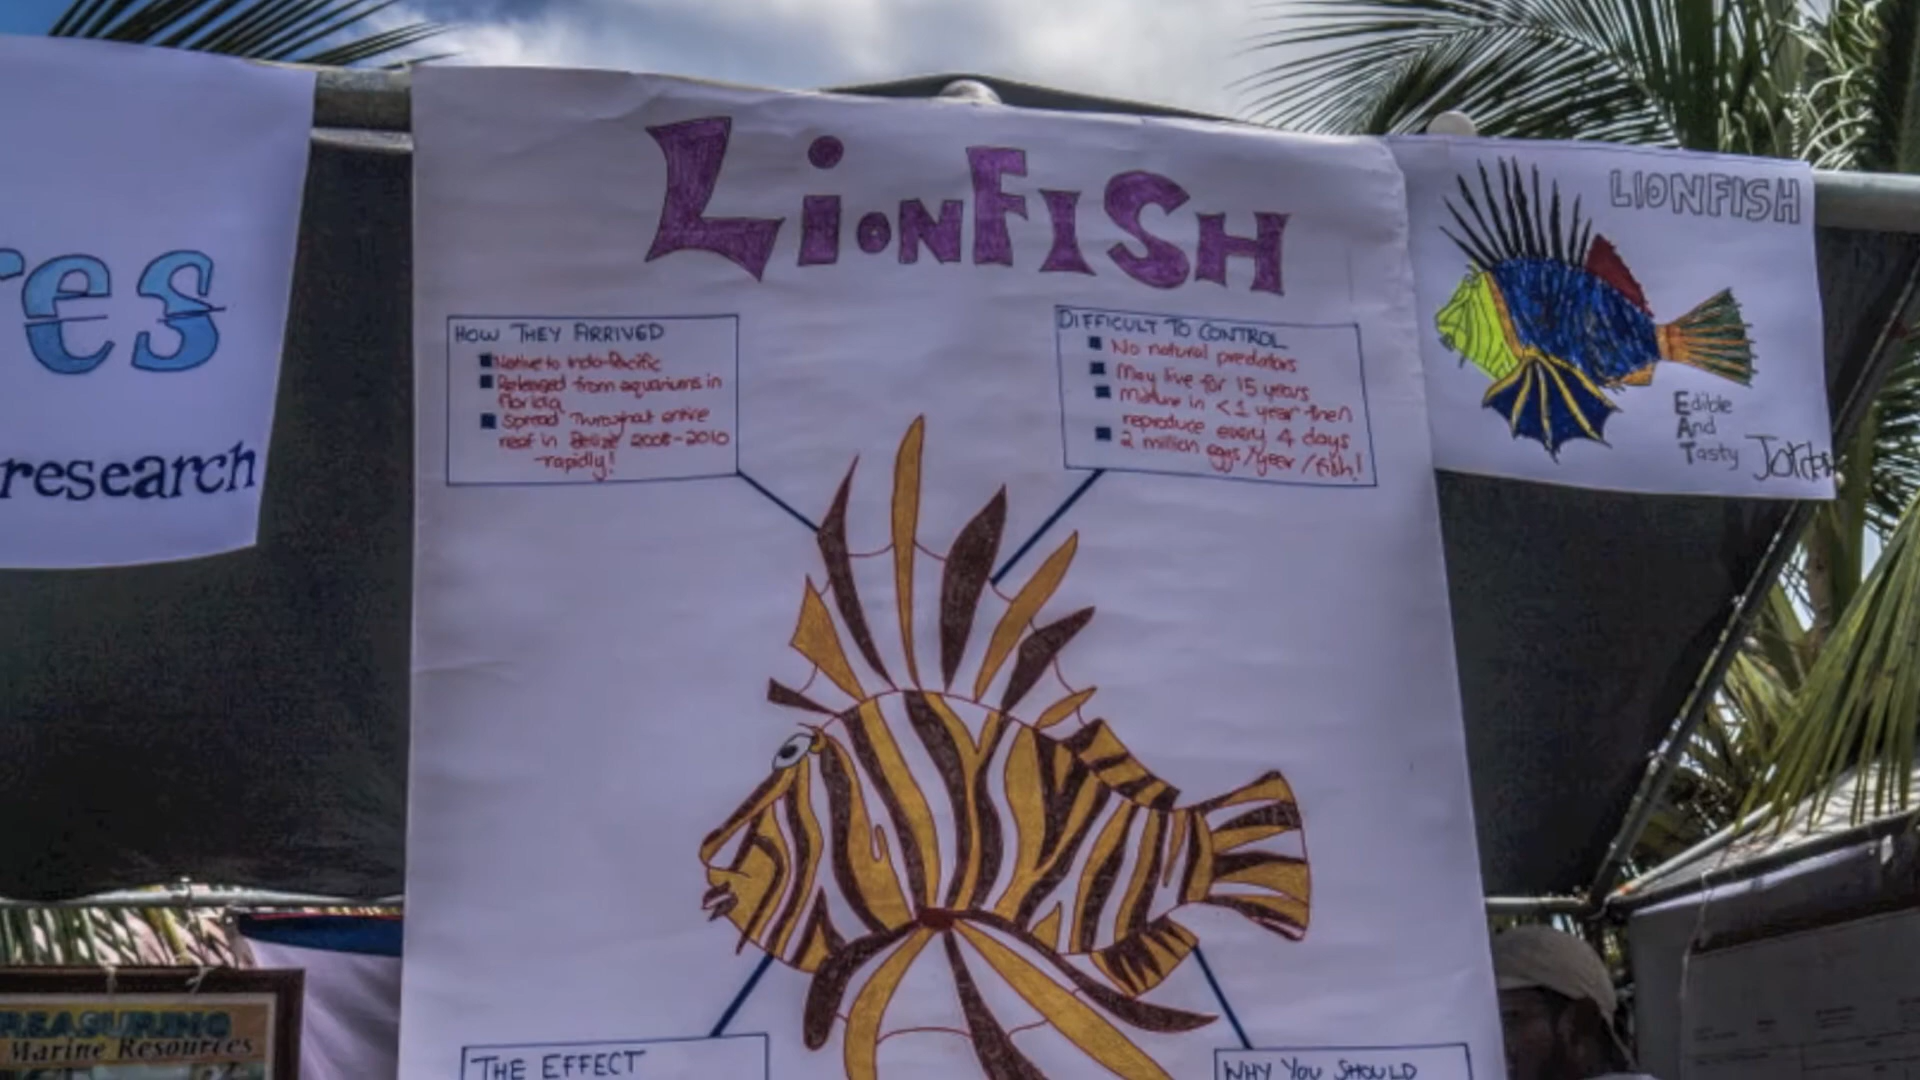 es
research
LIONFISH
HOW THEY ARRIVED
Native to Indo-Pacific
Released from aquariums in
florida
Spread Throughout entire
reef in Belize 2008-2010
rapidly!
DIFFICULT TO CONTROL
No natural predators
May live for 15 years
Mature in <1 year then
reproduce every 4 days
2 million eggs/year/fish!
LIONFISH
Edible
And
Tasty
THE EFFECT
WHY YOU SHOULD
Marine Resources